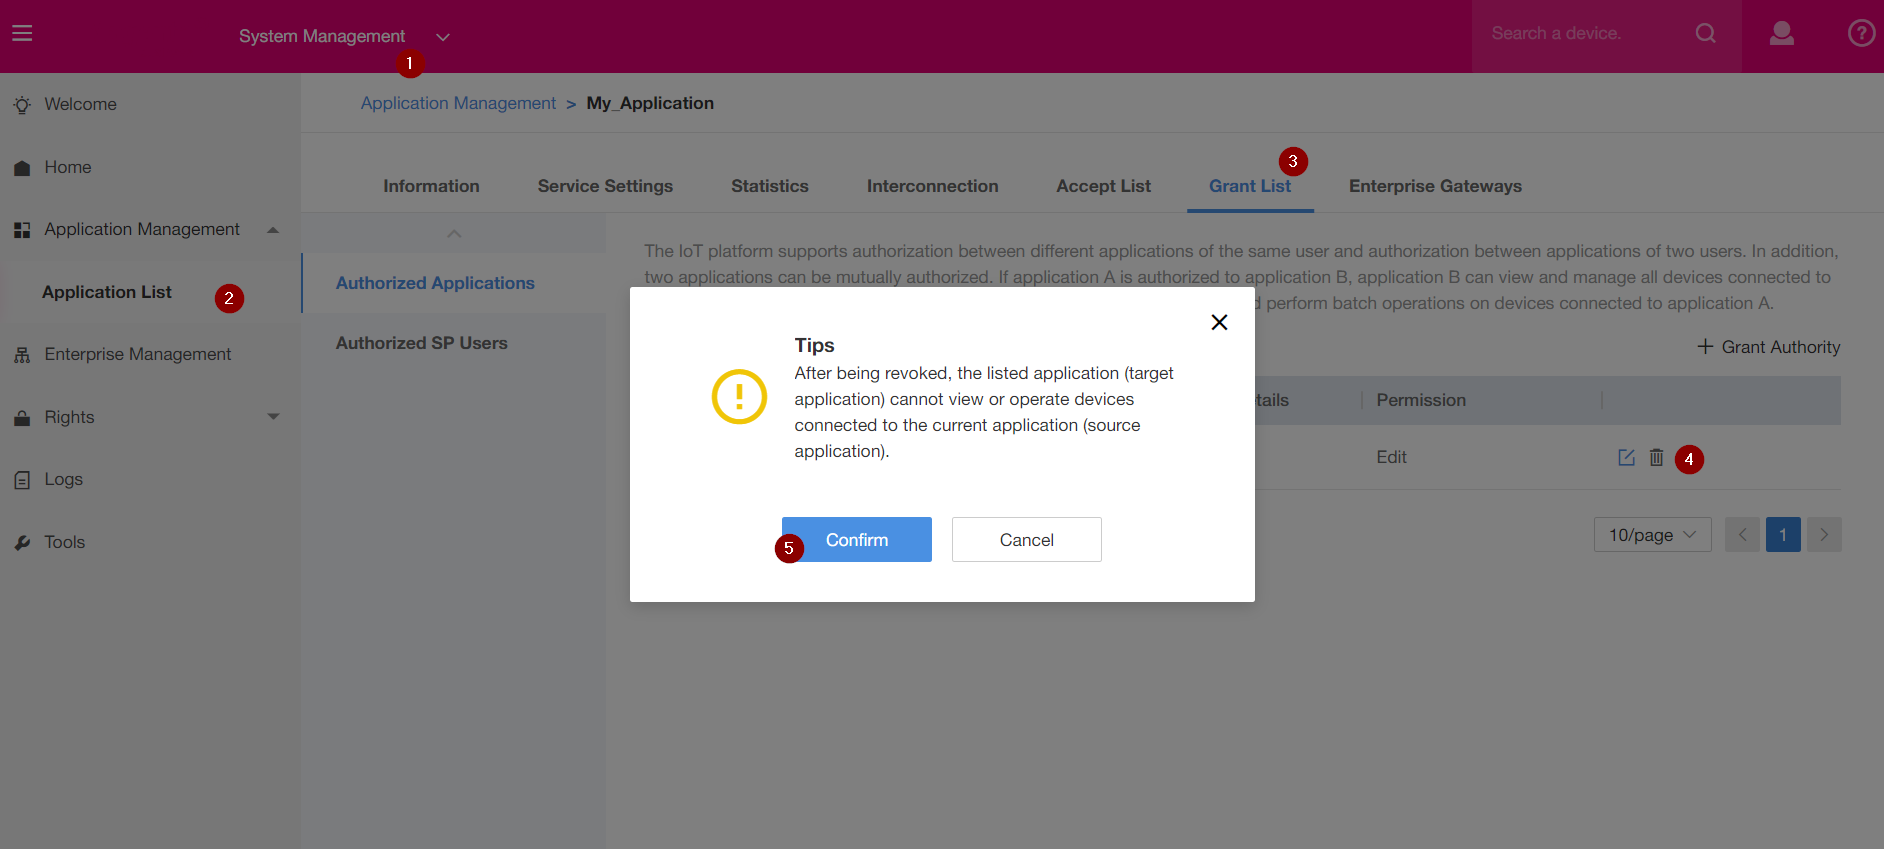 System Management
1
Search a device.
?
Welcome
Home
Application Management
Application List
2
Enterprise Management
Rights
Logs
Tools
Application Management > My_Application
3
Information
Service Settings
Statistics
Interconnection
Accept List
Grant List
Enterprise Gateways
Authorized Applications
Authorized SP Users
The IoT platform supports authorization between different applications of the same user and authorization between applications of two users. In addition,
two applications can be mutually authorized. If application A is authorized to application B, application B can view and manage all devices connected to
perform batch operations on devices connected to application A.
+ Grant Authority
tails
Permission
Edit
4
10/page
<
1
>
Tips
After being revoked, the listed application (target
application) cannot view or operate devices
connected to the current application (source
application).
5
Confirm
Cancel